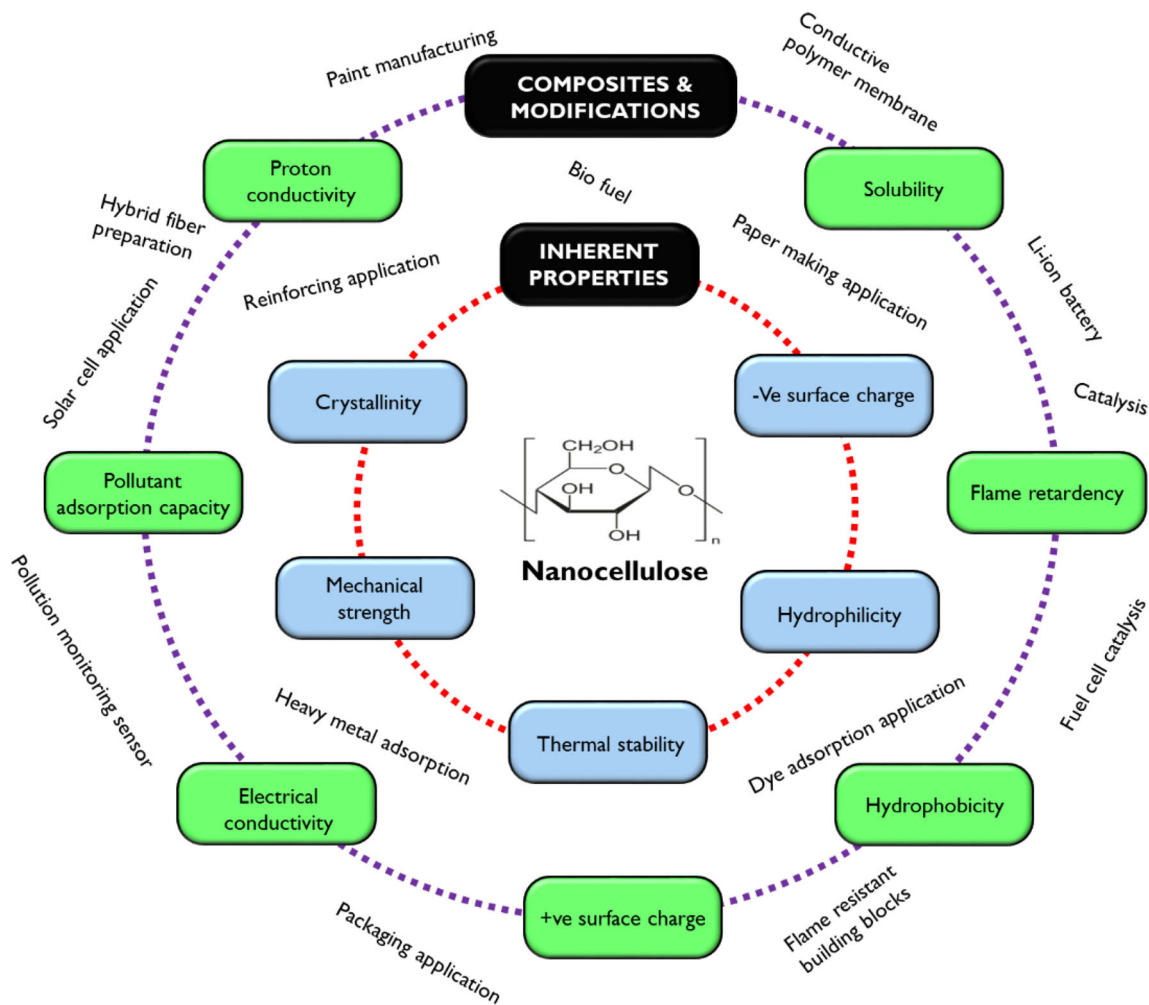 Paint manufacturing
COMPOSITES &
MODIFICATIONS
Conductive
polymer membrane
Proton
conductivity
Bio fuel
Solubility
Hybrid fiber
preparation
Reinforcing application
INHERENT
PROPERTIES
Paper making application
Li-ion battery
Solar cell application
Crystallinity
-Ve surface charge
Catalysis
CH₂OH
O
OH
O
OH
n
Pollutant
adsorption capacity
Flame retardency
Nanocellulose
Mechanical
strength
Hydrophilicity
Pollution monitoring sensor
Heavy metal adsorption
Thermal stability
Dye adsorption application
Fuel cell catalysis
Electrical
conductivity
Hydrophobicity
Packaging application
+ve surface charge
Flame resistant
building blocks